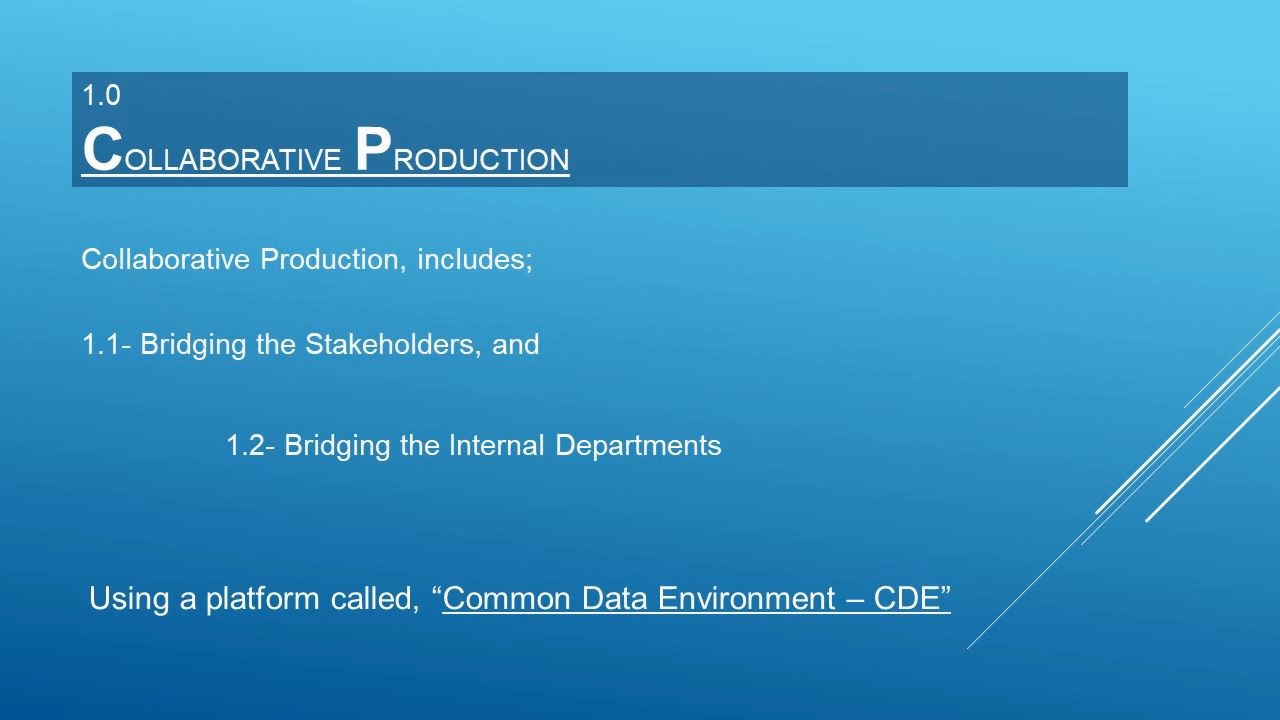 1.0
COLLABORATIVE PRODUCTION
Collaborative Production, includes;
1.1- Bridging the Stakeholders, and
1.2- Bridging the Internal Departments
Using a platform called, “Common Data Environment – CDE”